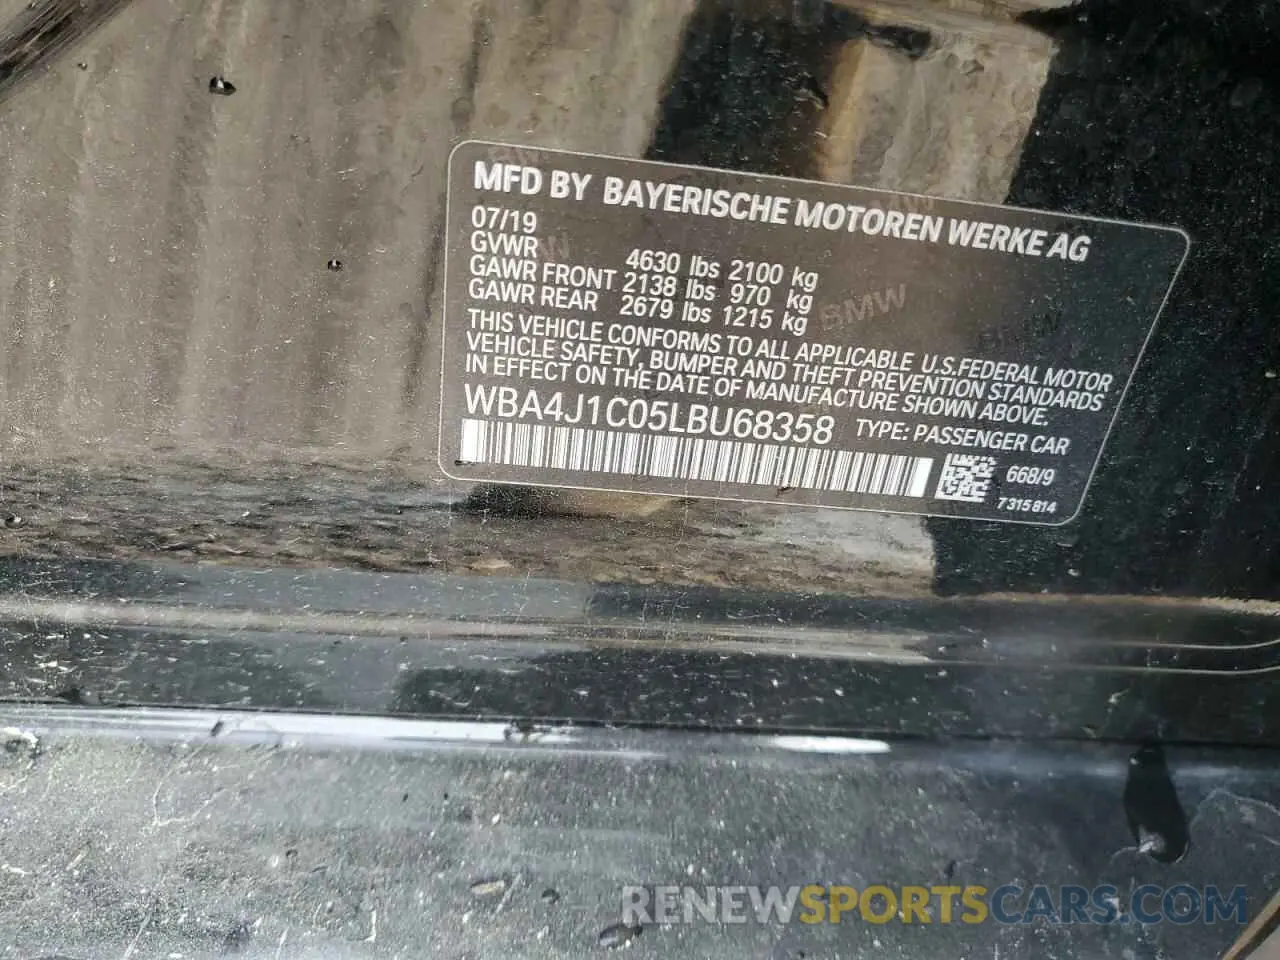 MFD BY BAYERISCHE MOTOREN WERKE AG
07/19
GVWR 4630 lbs 2100 kg
GAWR FRONT 2138 lbs 970 kg
GAWR REAR 2679 lbs 1215 kg
THIS VEHICLE CONFORMS TO ALL APPLICABLE U.S.FEDERAL MOTOR
VEHICLE SAFETY, BUMPER AND THEFT PREVENTION STANDARDS
IN EFFECT ON THE DATE OF MANUFACTURE SHOWN ABOVE.
WBA4J1C05LBU68358 TYPE: PASSENGER CAR
668/9
7315814
BMW
RENEWSPORTSCARS.COM